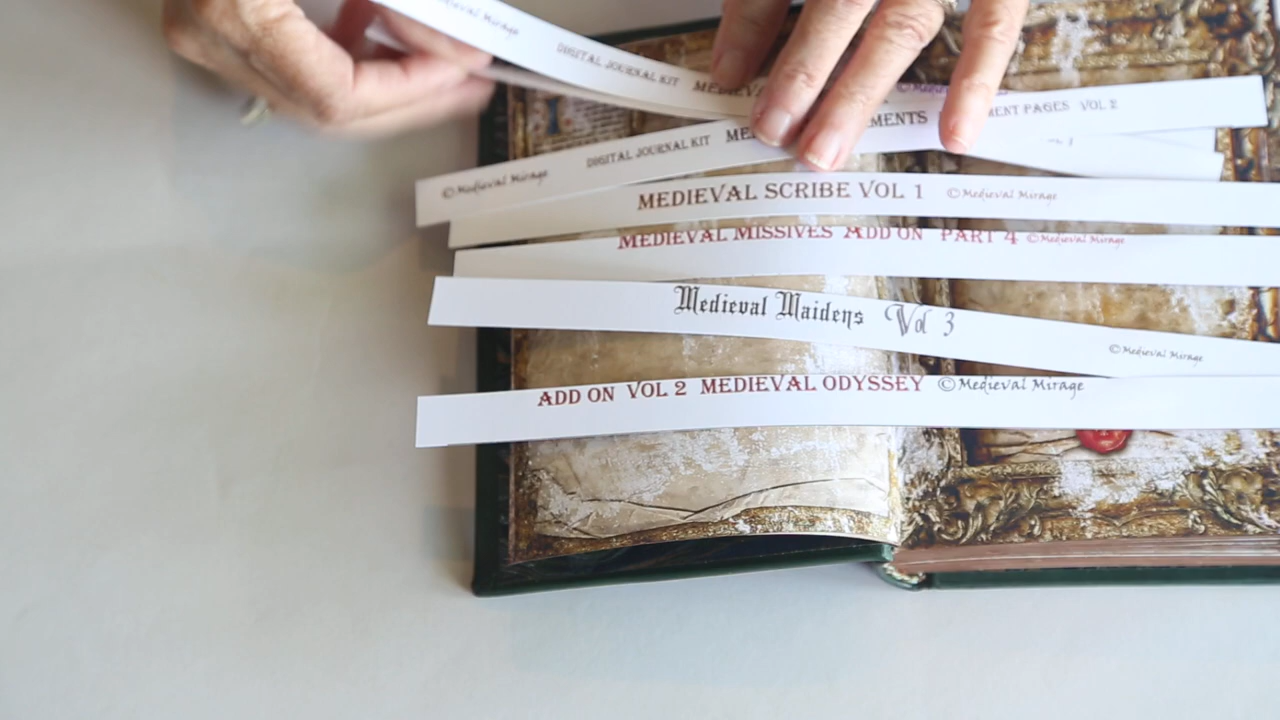 Medieval Mirage
DIGITAL JOURNAL KIT
©Medieval Mirage DIGITAL JOURNAL KIT MENT PAGES VOL 2
MEDIEVAL SCRIBE VOL 1 ©Medieval Mirage
MEDIEVAL MISSIVES ADD ON PART 4 ©Medieval Mirage
Medieval Maidens Vol 3 ©Medieval Mirage
ADD ON VOL 2 MEDIEVAL ODYSSEY ©Medieval Mirage